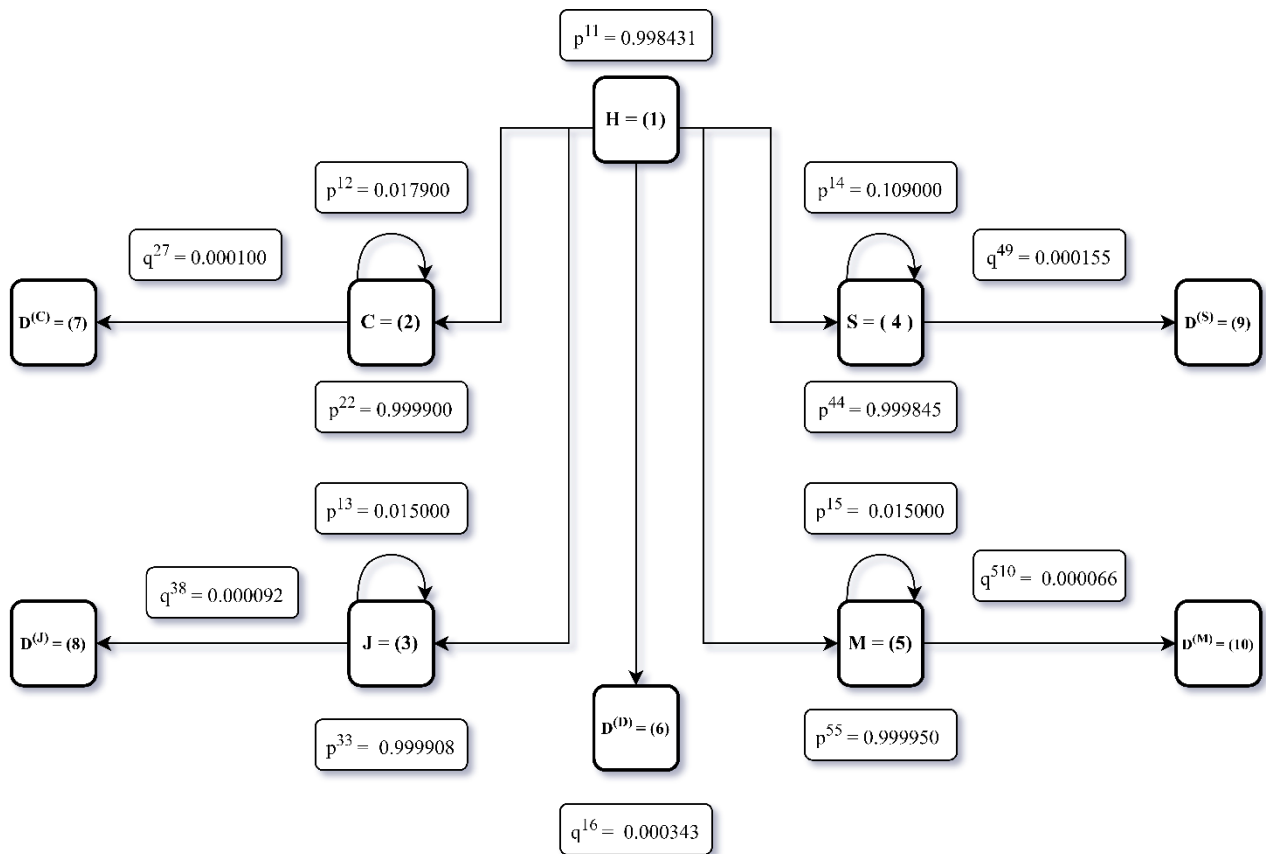 p^11 = 0.998431
H = (1)
p^12 = 0.017900
p^14 = 0.109000
q^27 = 0.000100
q^49 = 0.000155
D^(C) = (7)
C = (2)
S = ( 4 )
D^(S) = (9)
p^22 = 0.999900
p^44 = 0.999845
p^13 = 0.015000
p^15 = 0.015000
q^38 = 0.000092
q^510 = 0.000066
D^(J) = (8)
J = (3)
M = (5)
D^(M) = (10)
D^(D) = (6)
p^33 = 0.999908
p^55 = 0.999950
q^16 = 0.000343